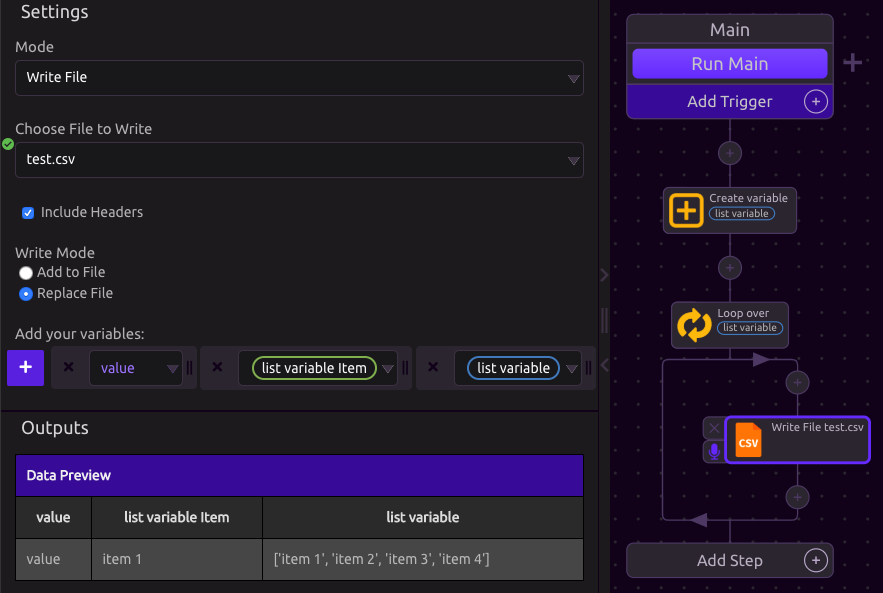 Settings
Mode
Write File
Choose File to Write
test.csv
Include Headers
Write Mode
Add to File
Replace File
Add your variables:
+ × value × list variable Item × list variable
Outputs
Data Preview
value list variable Item list variable
value item 1 ['item 1', 'item 2', 'item 3', 'item 4']
Main
Run Main
Add Trigger
Create variable
list variable
Loop over
list variable
CSV
Write File test.csv
Add Step